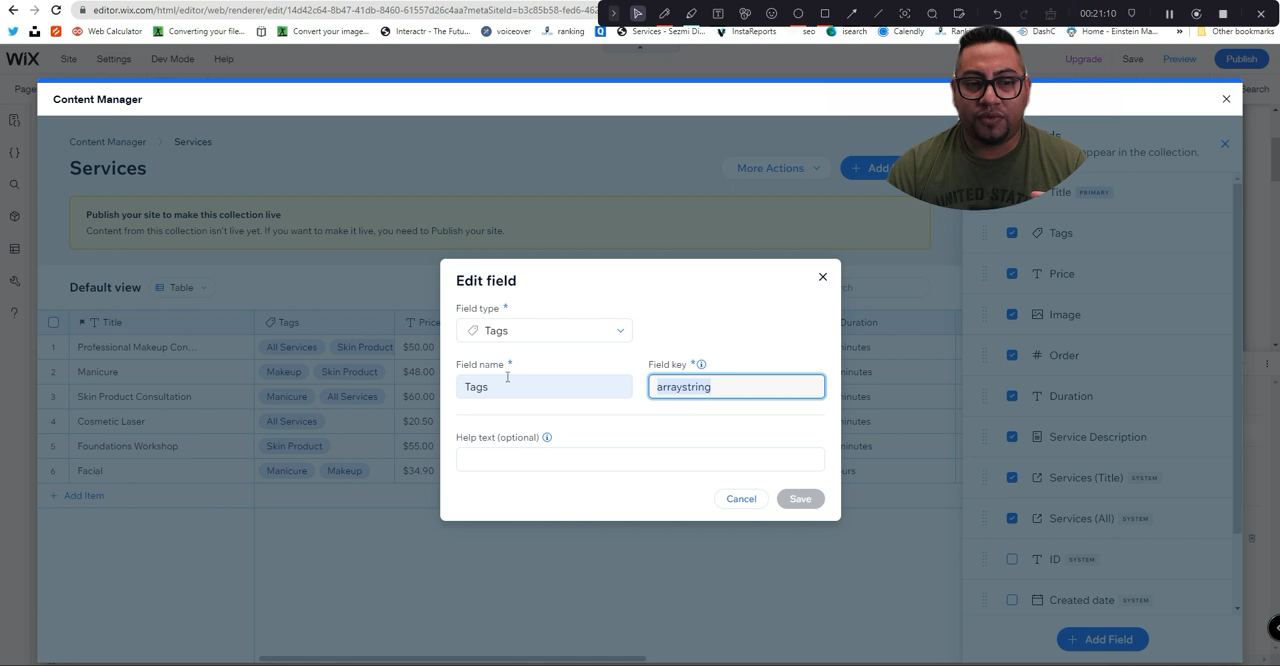 editor.wix.com/html/editor/web/renderer/edit/14d42c64-8b47-41db-8460-61557d26c4aa?metaSiteId=b3c85b58-fed6-462
00:21:10
Web Calculator
Converting your file...
Convert your image...
Interactr - The Futu...
voiceover
ranking
Services - Sezmi Di...
InstaReports
seo
isearch
Calendly
DashC
Home - Einstein Ma...
Other bookmarks
WiX
Site
Settings
Dev Mode
Help
Upgrade
Save
Preview
Publish
Content Manager
Content Manager
Services
Services
More Actions
appear in the collection.
Publish your site to make this collection live
Content from this collection isn't live yet. If you want to make it live, you need to Publish your site.
Default view
Table
Title
Tags
Price
Duration
1 Professional Makeup Con... All Services Skin Product $50.00 minutes
2 Manicure Makeup Skin Product $48.00 minutes
3 Skin Product Consultation Manicure All Services $60.00 minutes
4 Cosmetic Laser All Services $20.50 minutes
5 Foundations Workshop Skin Product $55.00 minutes
6 Facial Manicure Makeup $34.90
+ Add Item
Edit field
Field type *
Tags
Field name *
Field key *
Tags
arraystring
Help text (optional)
Cancel
Save
Title PRIMARY
Tags
Price
Image
Order
Duration
Service Description
Services (Title) SYSTEM
Services (All) SYSTEM
ID SYSTEM
Created date SYSTEM
+ Add Field